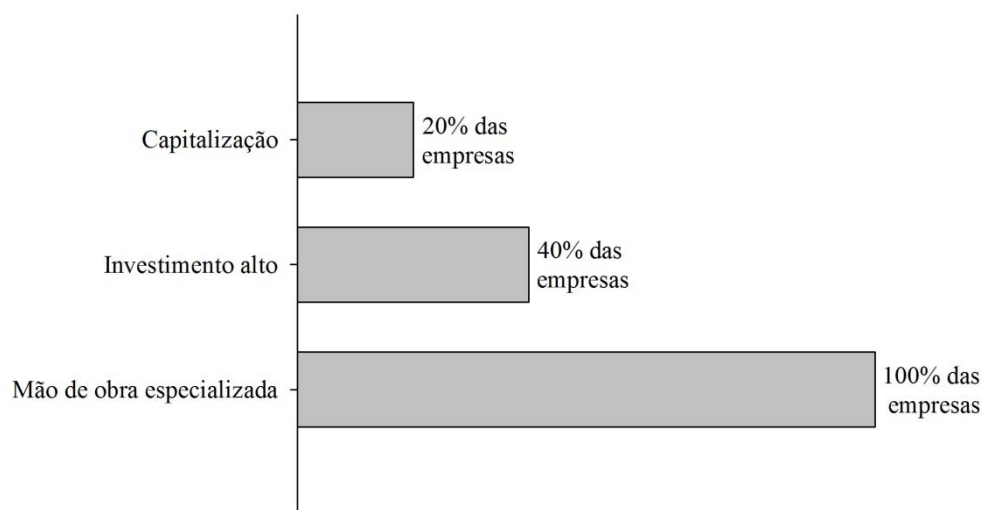 Capitalização
20% das
empresas
Investimento alto
40% das
empresas
Mão de obra especializada
100% das
empresas